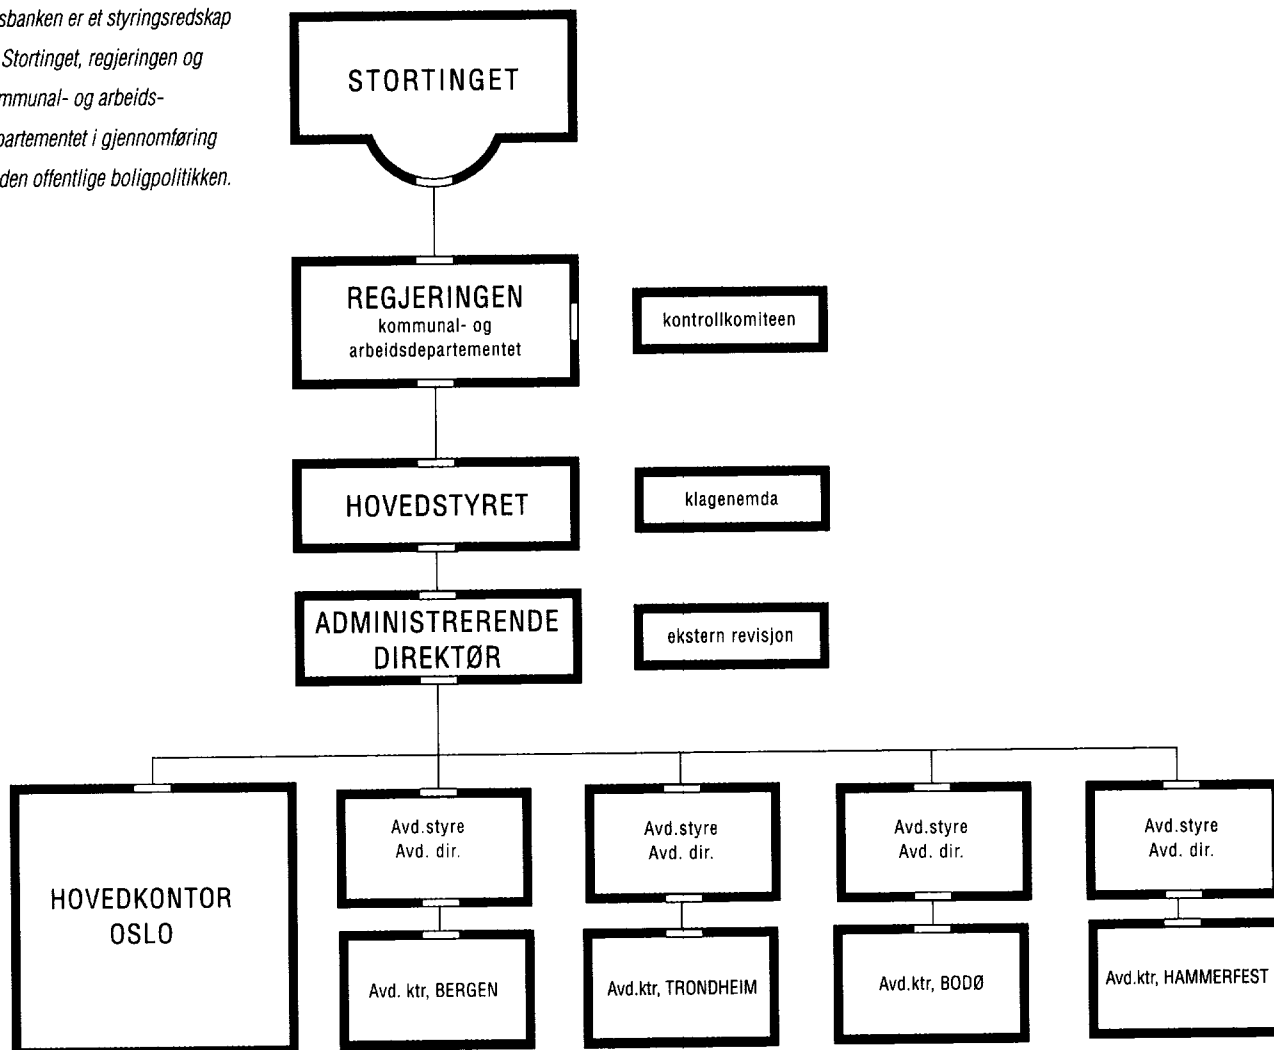 sbanken er et styringsredskap
Stortinget, regjeringen og
mmunal- og arbeids-
partementet i gjennomføring
den offentlige boligpolitikken.
STORTINGET
REGJERINGEN
kommunal- og
arbeidsdepartementet
kontrollkomiteen
HOVEDSTYRET
klagenemda
ADMINISTRERENDE
DIREKTØR
ekstern revisjon
HOVEDKONTOR
OSLO
Avd.styre
Avd. dir.
Avd. ktr, BERGEN
Avd.styre
Avd. dir.
Avd.ktr, TRONDHEIM
Avd.styre
Avd. dir.
Avd.ktr, BODØ
Avd.styre
Avd. dir.
Avd.ktr, HAMMERFEST